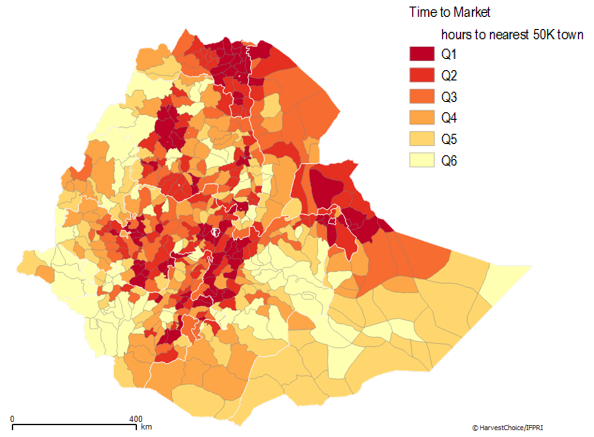 Time to Market
hours to nearest 50K town
Q1
Q2
Q3
Q4
Q5
Q6
0 400
km
© HarvestChoice/IFPRI